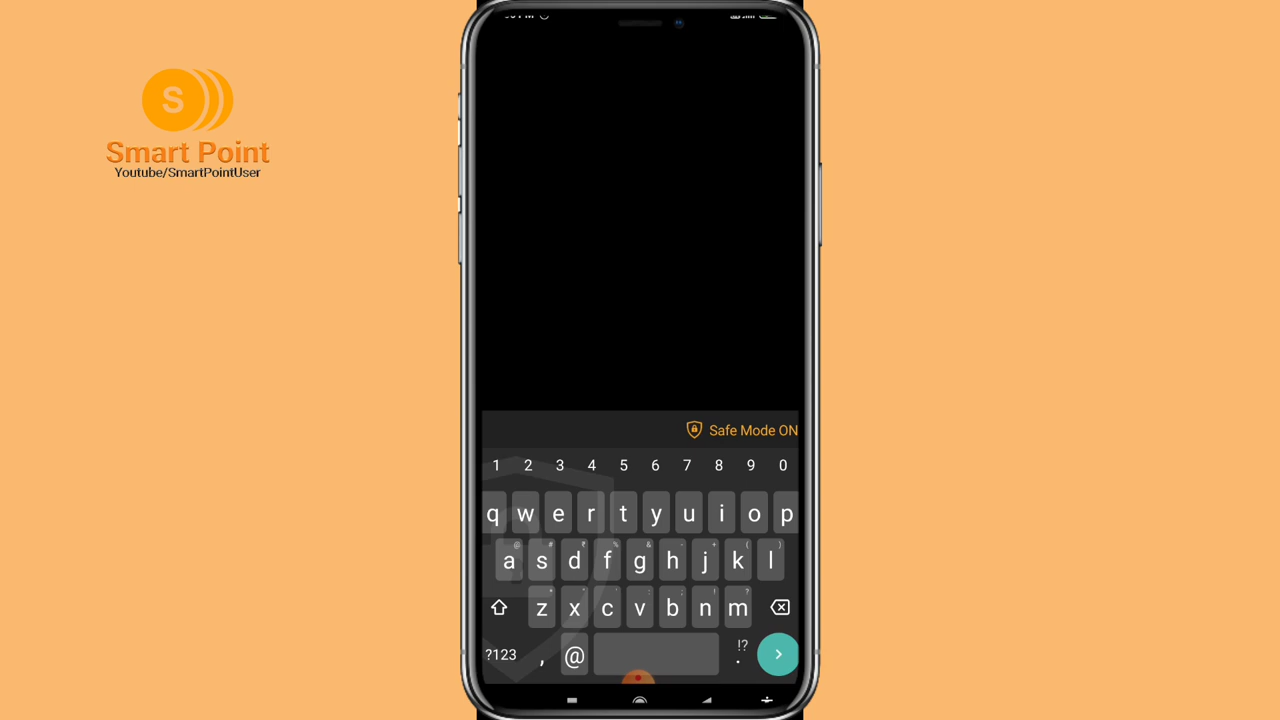 S
Smart Point
Youtube/SmartPointUser
Safe Mode ON
1 2 3 4 5 6 7 8 9 0
q w e r t y u i o p
@ # ₹ % & - + ( )
a s d f g h j k l
* " ' : ; ! ?
z x c v b n m
!?
?123 , @ .